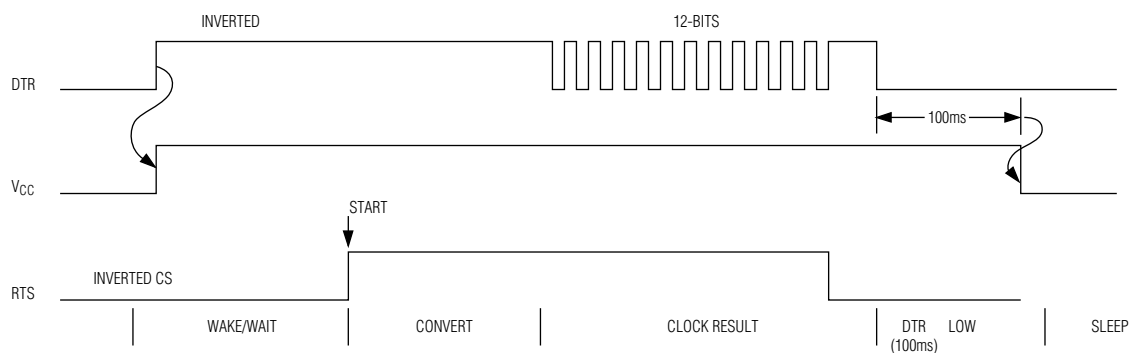 INVERTED
12-BITS
DTR
100ms
VCC
START
INVERTED CS
RTS
WAKE/WAIT
CONVERT
CLOCK RESULT
DTR LOW
(100ms)
SLEEP